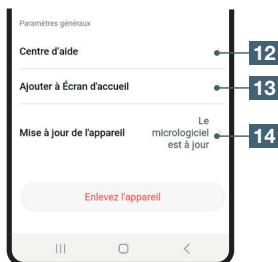 Paramètres généraux
Centre d'aide
12
Ajouter à Écran d'accueil
13
Mise à jour de l'appareil
Le
micrologiciel
est à jour
14
Enlevez l'appareil